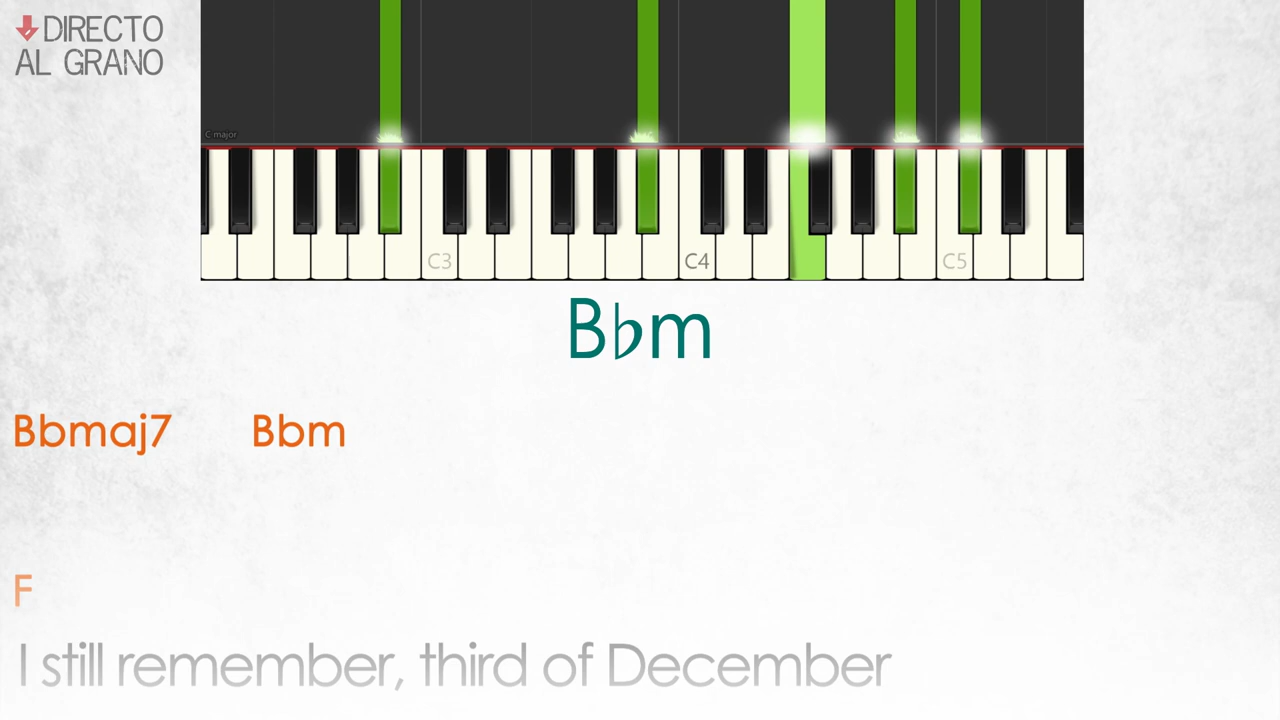 DIRECTO
AL GRANO
C major
C3
C4
C5
B♭m
Bbmaj7 Bbm
F
I still remember, third of December